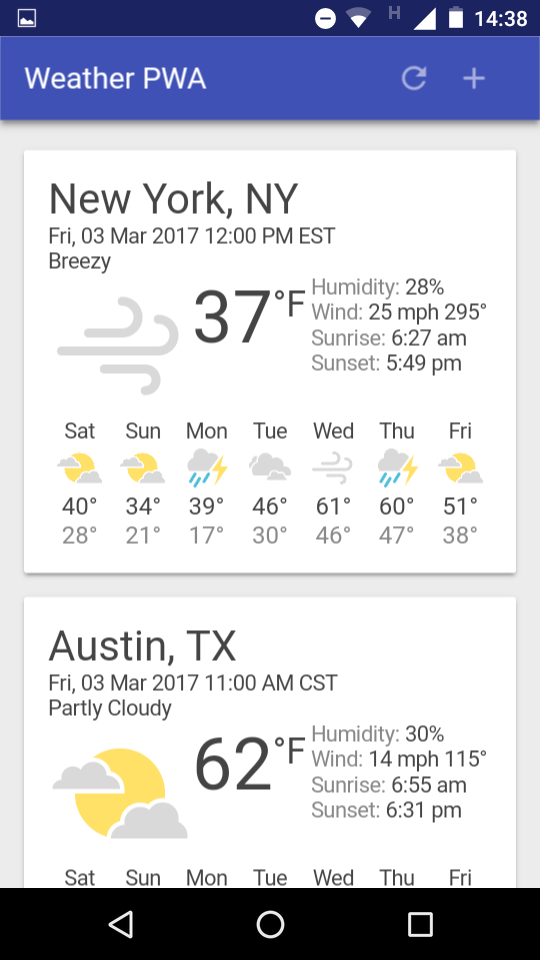 H 14:38
Weather PWA
New York, NY
Fri, 03 Mar 2017 12:00 PM EST
Breezy
37°F
Humidity: 28%
Wind: 25 mph 295°
Sunrise: 6:27 am
Sunset: 5:49 pm
Sat Sun Mon Tue Wed Thu Fri
40° 34° 39° 46° 61° 60° 51°
28° 21° 17° 30° 46° 47° 38°
Austin, TX
Fri, 03 Mar 2017 11:00 AM CST
Partly Cloudy
62°F
Humidity: 30%
Wind: 14 mph 115°
Sunrise: 6:55 am
Sunset: 6:31 pm
Sat Sun Mon Tue Wed Thu Fri